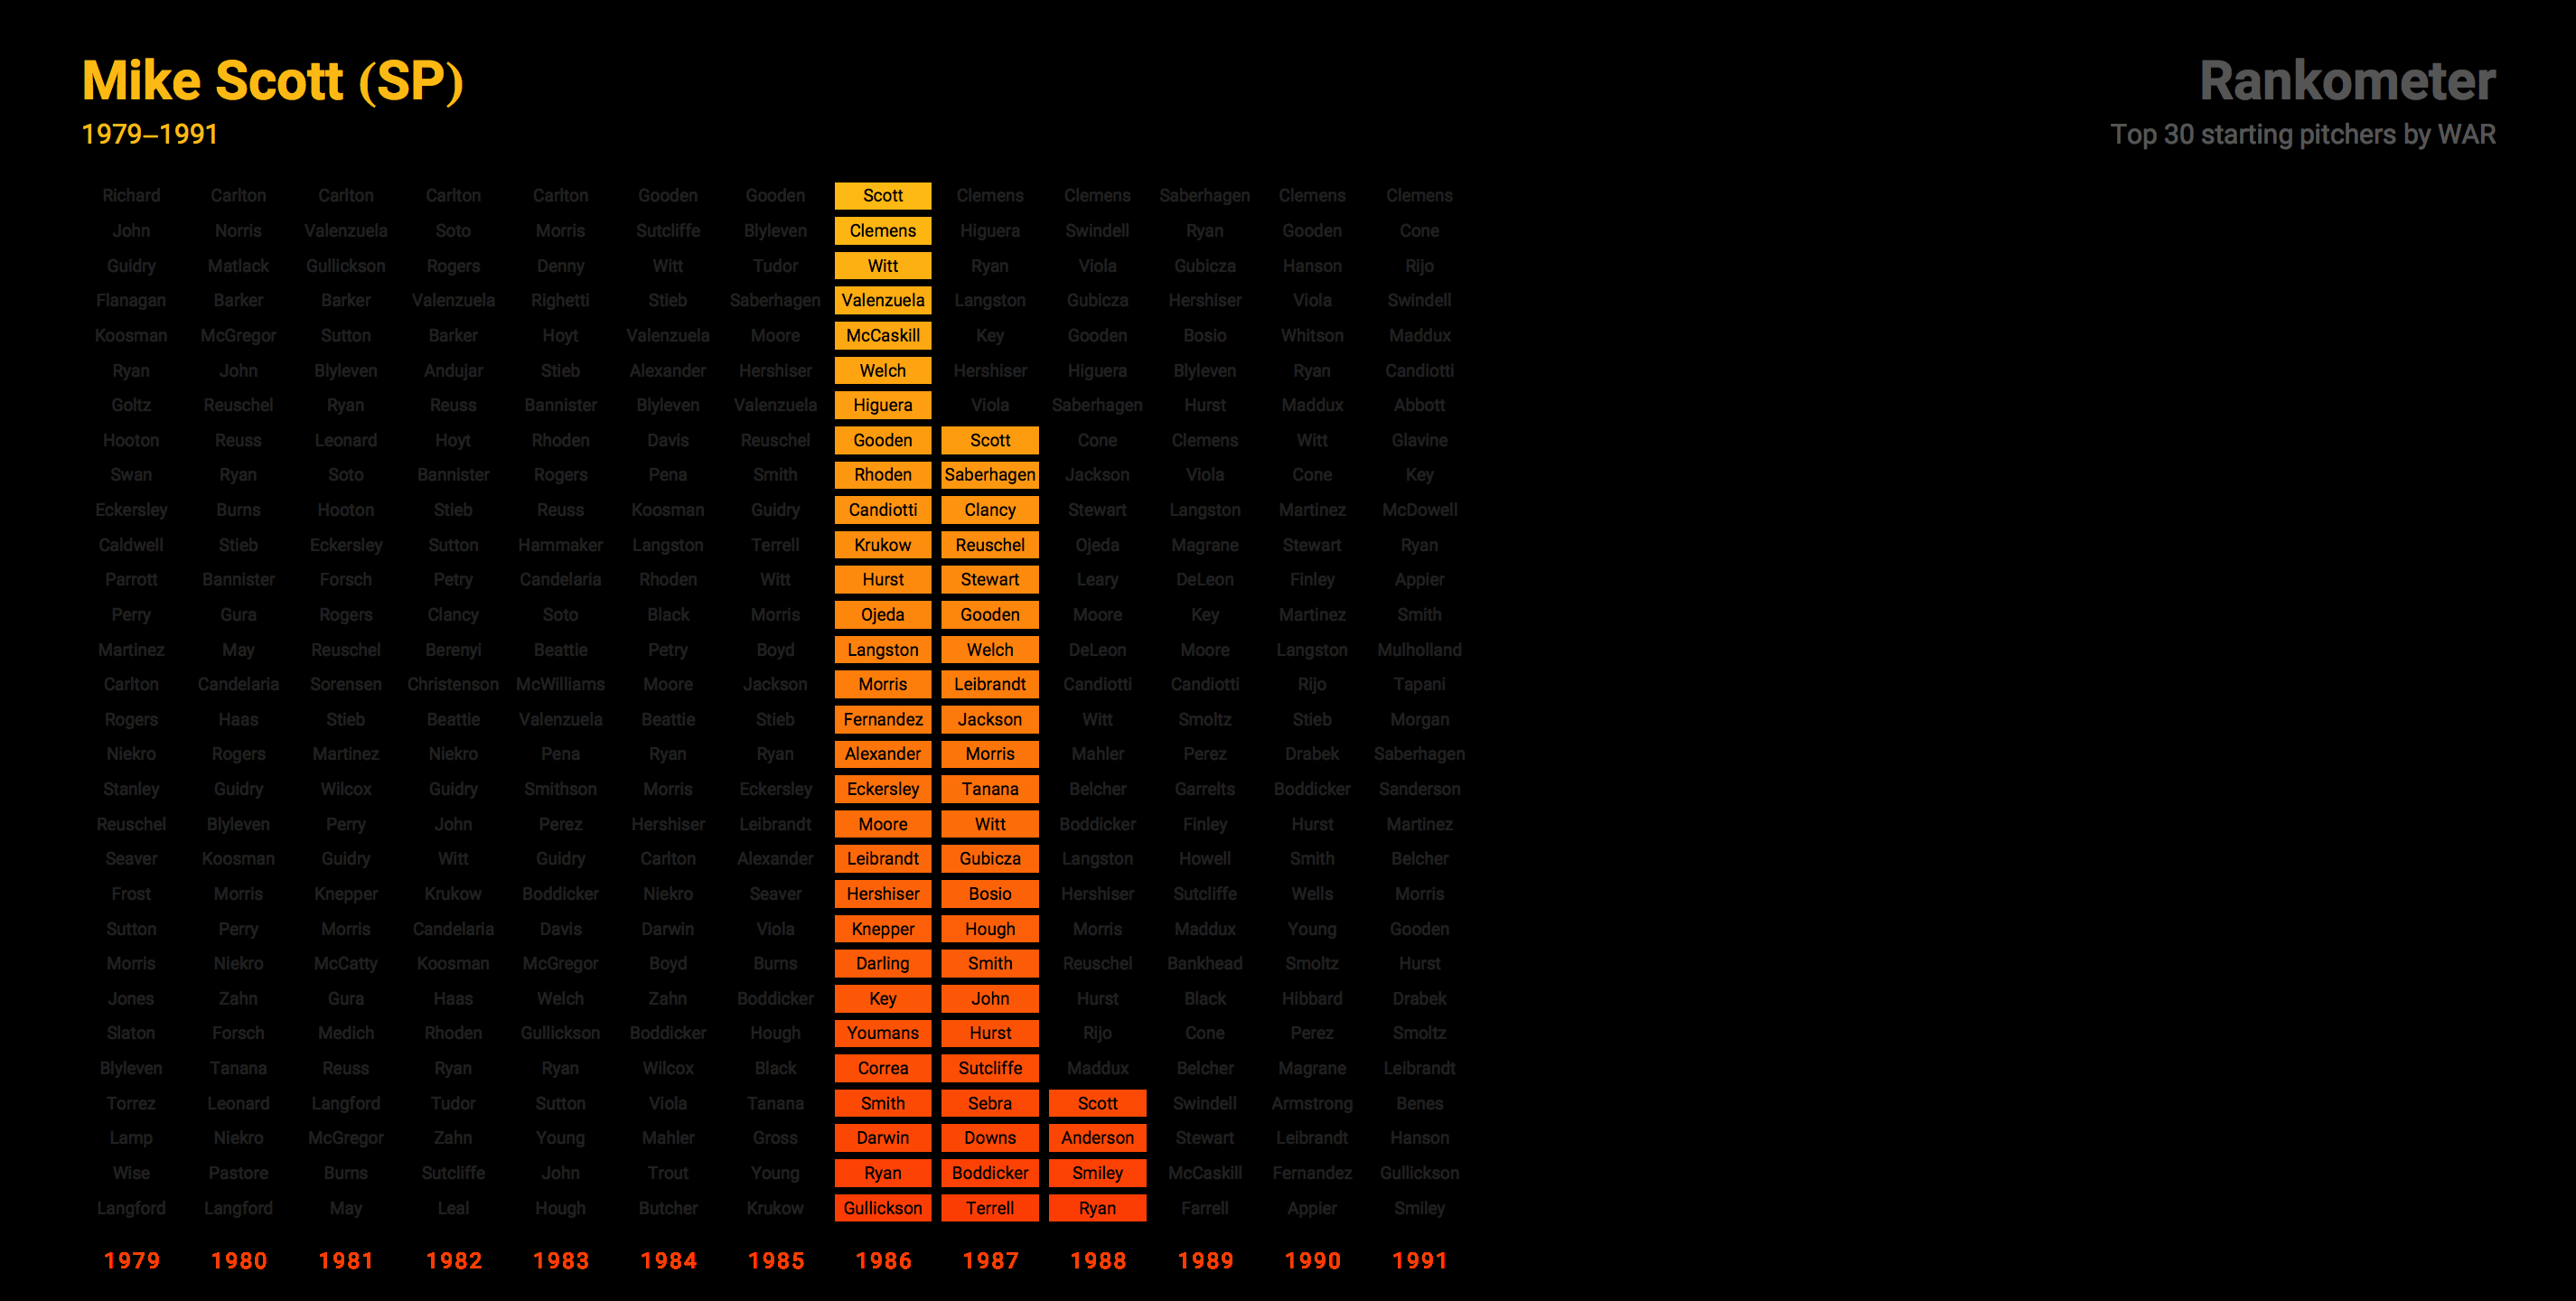 Mike Scott (SP)
1979–1991
Rankometer
Top 30 starting pitchers by WAR
Richard Carlton Carlton Carlton Carlton Gooden Gooden Scott Clemens Clemens Saberhagen Clemens Clemens
John Norris Valenzuela Soto Morris Sutcliffe Blyleven Clemens Higuera Swindell Ryan Gooden Cone
Guidry Matlack Gullickson Rogers Denny Witt Tudor Witt Ryan Viola Gubicza Hanson Rijo
Flanagan Barker Barker Valenzuela Righetti Stieb Saberhagen Valenzuela Langston Gubicza Hershiser Viola Swindell
Koosman McGregor Sutton Barker Hoyt Valenzuela Moore McCaskill Key Gooden Bosio Whitson Maddux
Ryan John Blyleven Andujar Stieb Alexander Hershiser Welch Hershiser Higuera Blyleven Ryan Candiotti
Goltz Reuschel Ryan Reuss Bannister Blyleven Valenzuela Higuera Viola Saberhagen Hurst Maddux Abbott
Hooton Reuss Leonard Hoyt Rhoden Davis Reuschel Gooden Scott Cone Clemens Witt Glavine
Swan Ryan Soto Bannister Rogers Pena Smith Rhoden Saberhagen Jackson Viola Cone Key
Eckersley Burns Hooton Stieb Reuss Koosman Guidry Candiotti Clancy Stewart Langston Martinez McDowell
Caldwell Stieb Eckersley Sutton Hammaker Langston Terrell Krukow Reuschel Ojeda Magrane Stewart Ryan
Parrott Bannister Forsch Petry Candelaria Rhoden Witt Hurst Stewart Leary DeLeon Finley Appier
Perry Gura Rogers Clancy Soto Black Morris Ojeda Gooden Moore Key Martinez Smith
Martinez May Reuschel Berenyi Beattie Petry Boyd Langston Welch DeLeon Moore Langston Mulholland
Carlton Candelaria Sorensen Christenson McWilliams Moore Jackson Morris Leibrandt Candiotti Candiotti Rijo Tapani
Rogers Haas Stieb Beattie Valenzuela Beattie Stieb Fernandez Jackson Witt Smoltz Stieb Morgan
Niekro Rogers Martinez Niekro Pena Ryan Ryan Alexander Morris Mahler Perez Drabek Saberhagen
Stanley Guidry Wilcox Guidry Smithson Morris Eckersley Eckersley Tanana Belcher Garrelts Boddicker Sanderson
Reuschel Blyleven Perry John Perez Hershiser Leibrandt Moore Witt Boddicker Finley Hurst Martinez
Seaver Koosman Guidry Witt Guidry Carlton Alexander Leibrandt Gubicza Langston Howell Smith Belcher
Frost Morris Knepper Krukow Boddicker Niekro Seaver Hershiser Bosio Hershiser Sutcliffe Wells Morris
Sutton Perry Morris Candelaria Davis Darwin Viola Knepper Hough Morris Maddux Young Gooden
Morris Niekro McCatty Koosman McGregor Boyd Burns Darling Smith Reuschel Bankhead Smoltz Hurst
Jones Zahn Gura Haas Welch Zahn Boddicker Key John Hurst Black Hibbard Drabek
Slaton Forsch Medich Rhoden Gullickson Boddicker Hough Youmans Hurst Rijo Cone Perez Smoltz
Blyleven Tanana Reuss Ryan Ryan Wilcox Black Correa Sutcliffe Maddux Belcher Magrane Leibrandt
Torrez Leonard Langford Tudor Sutton Viola Tanana Smith Sebra Scott Swindell Armstrong Benes
Lamp Niekro McGregor Zahn Young Mahler Gross Darwin Downs Anderson Stewart Leibrandt Hanson
Wise Pastore Burns Sutcliffe John Trout Young Ryan Boddicker Smiley McCaskill Fernandez Gullickson
Langford Langford May Leal Hough Butcher Krukow Gullickson Terrell Ryan Farrell Appier Smiley
1979 1980 1981 1982 1983 1984 1985 1986 1987 1988 1989 1990 1991